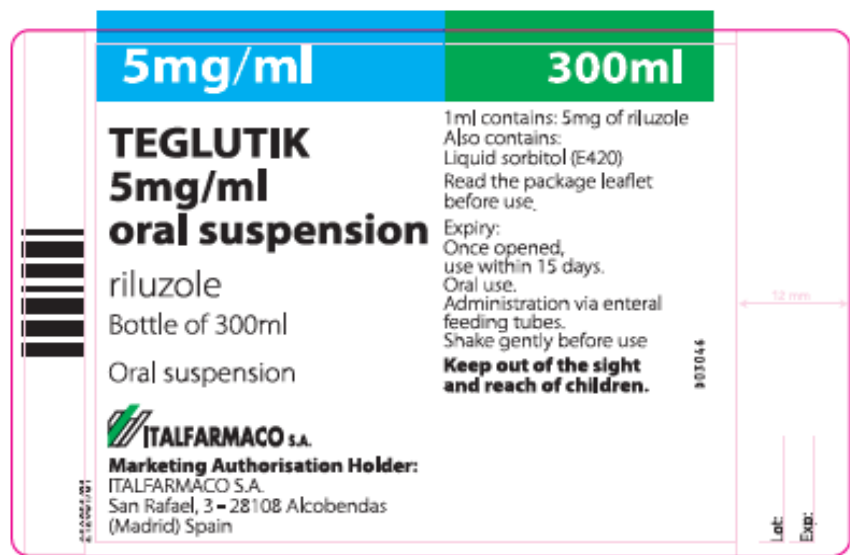 5mg/ml
300ml
TEGLUTIK
5mg/ml
oral suspension
riluzole
Bottle of 300ml
Oral suspension
ITALFARMACO S.A.
Marketing Authorisation Holder:
ITALFARMACO S.A.
San Rafael, 3 – 28108 Alcobendas
(Madrid) Spain
1ml contains: 5mg of riluzole
Also contains:
Liquid sorbitol (E420)
Read the package leaflet
before use.
Expiry:
Once opened,
use within 15 days.
Oral use.
Administration via enteral
feeding tubes.
Shake gently before use
Keep out of the sight
and reach of children.
003046
12 mm
Lot:
Exp: